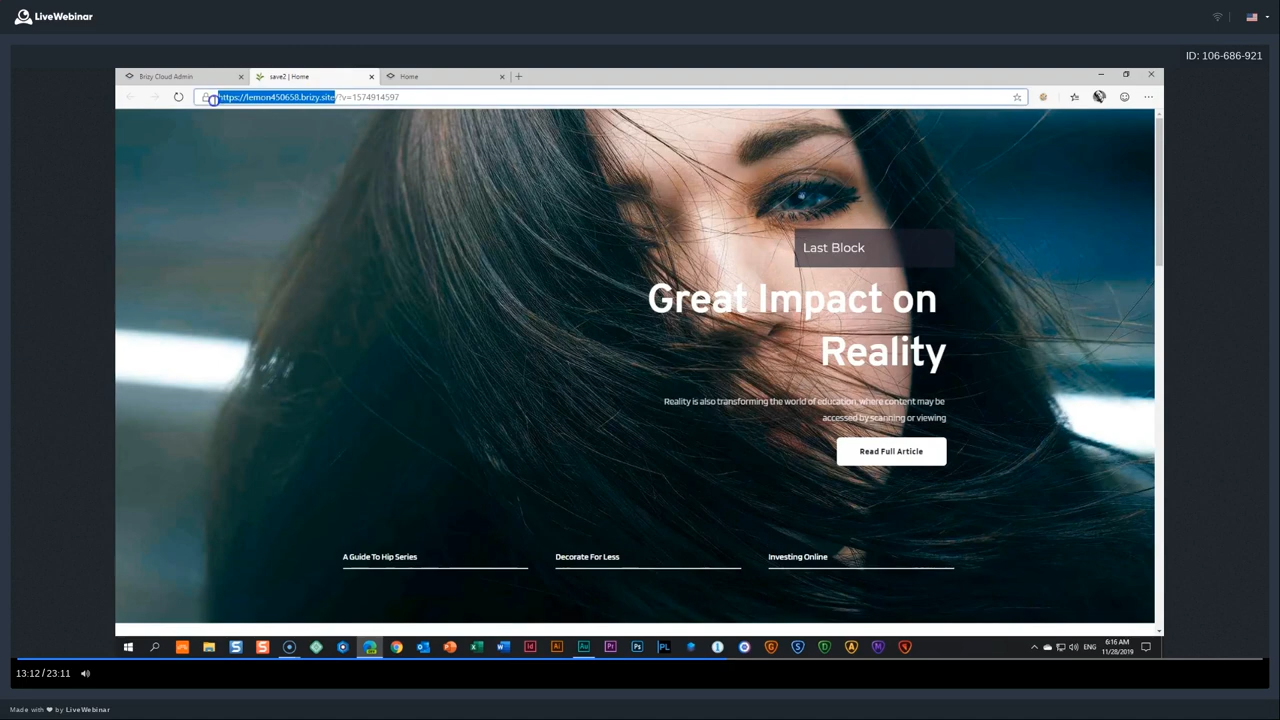 LiveWebinar
ID: 106-686-921
Brizy Cloud Admin
save2 | Home
Home
https://lemon450658.brizy.site/?v=1574914597
Last Block
Great Impact on
Reality
Reality is also transforming the world of education, where content may be
accessed by scanning or viewing
Read Full Article
A Guide To Hip Series
Decorate For Less
Investing Online
ENG
6:16 AM
11/28/2019
13:12 / 23:11
Made with ❤ by LiveWebinar